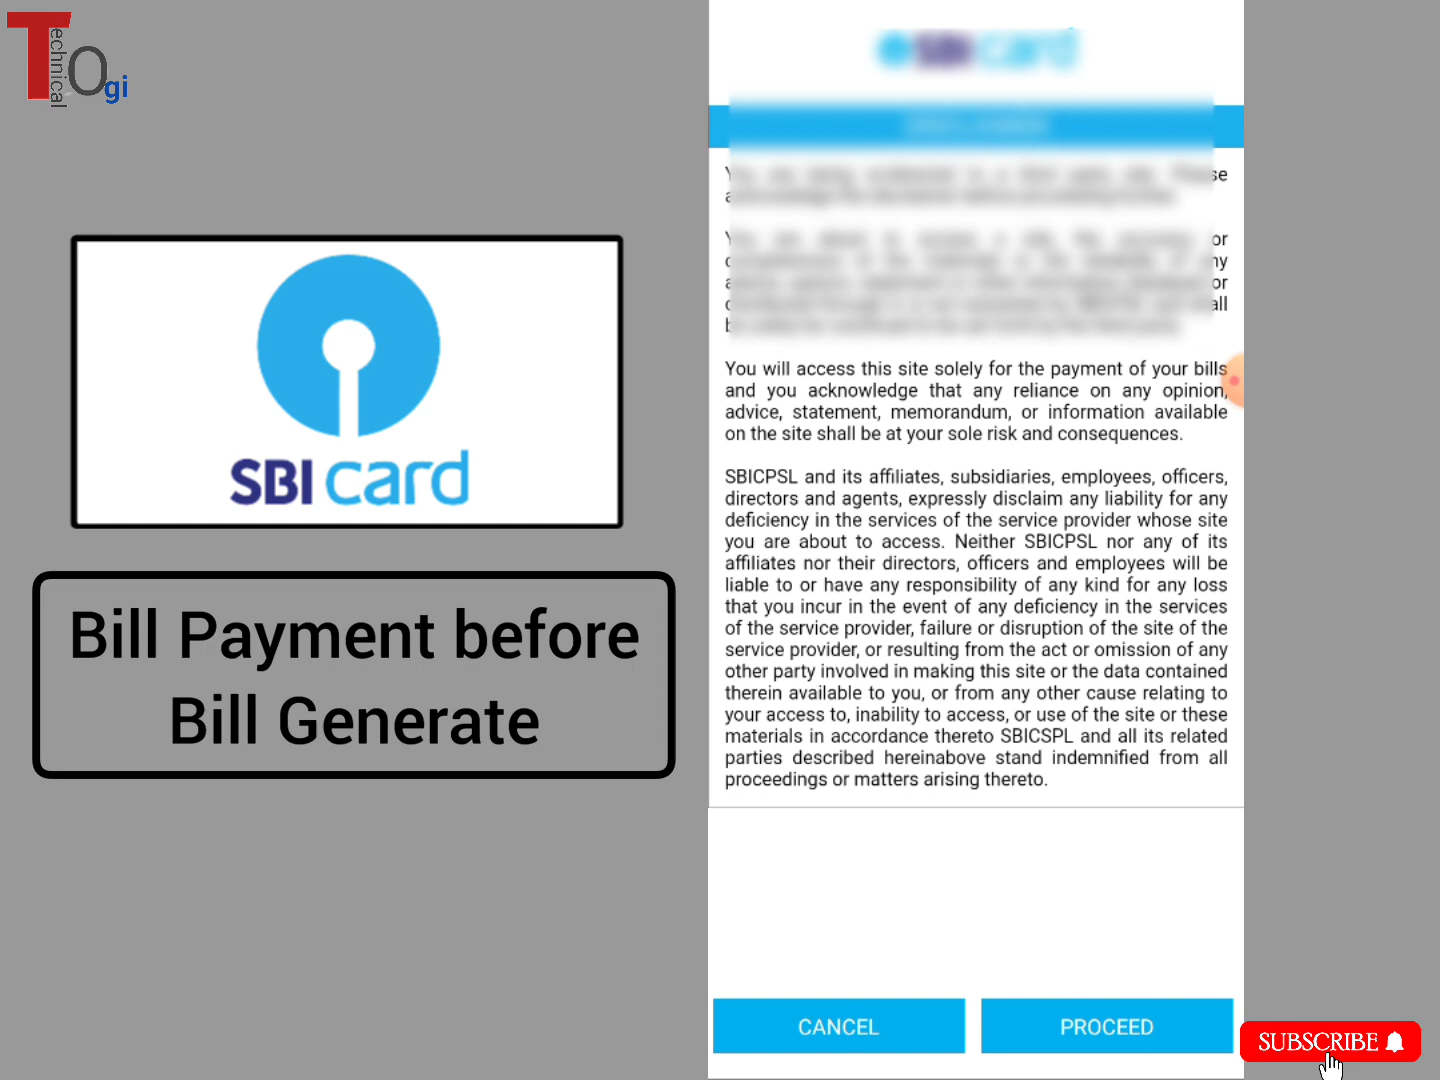 Technical Ogi
SBI card
Bill Payment before
Bill Generate
SBI card
You will access this site solely for the payment of your bills
and you acknowledge that any reliance on any opinion,
advice, statement, memorandum, or information available
on the site shall be at your sole risk and consequences.
SBICPSL and its affiliates, subsidiaries, employees, officers,
directors and agents, expressly disclaim any liability for any
deficiency in the services of the service provider whose site
you are about to access. Neither SBICPSL nor any of its
affiliates nor their directors, officers and employees will be
liable to or have any responsibility of any kind for any loss
that you incur in the event of any deficiency in the services
of the service provider, failure or disruption of the site of the
service provider, or resulting from the act or omission of any
other party involved in making this site or the data contained
therein available to you, or from any other cause relating to
your access to, inability to access, or use of the site or these
materials in accordance thereto SBICSPL and all its related
parties described hereinabove stand indemnified from all
proceedings or matters arising thereto.
CANCEL
PROCEED
SUBSCRIBE